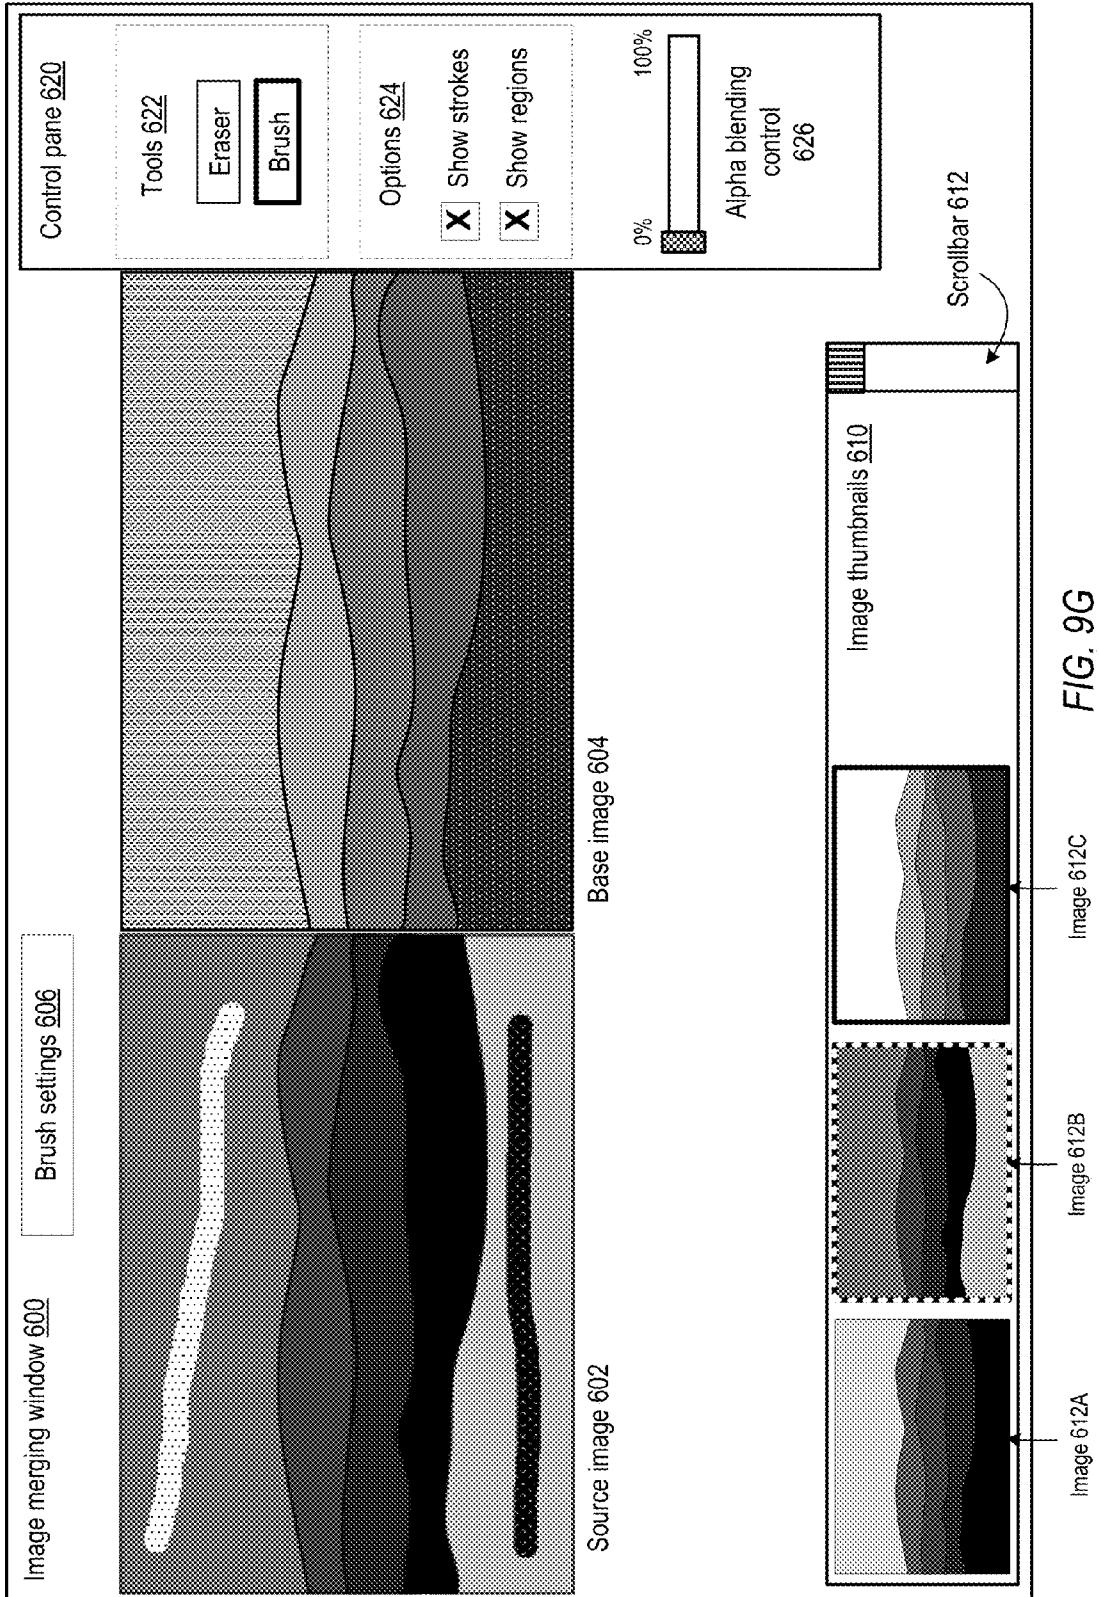 Image merging window 600
Brush settings 606
Control pane 620
Tools 622
Eraser
Brush
Options 624
X Show strokes
X Show regions
0%
100%
Alpha blending
control
626
Source image 602
Base image 604
Scrollbar 612
Image thumbnails 610
Image 612A
Image 612B
Image 612C
FIG. 9G